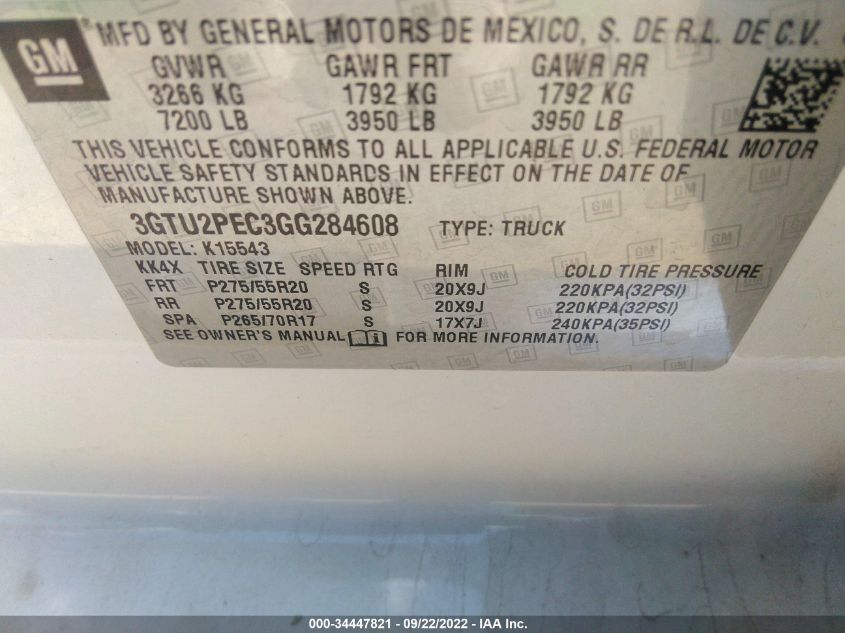 GM ®MFD BY GENERAL MOTORS DE MEXICO, S. DE R.L. DE C.V.
GVWR GAWR FRT GAWR RR
3266 KG 1792 KG 1792 KG
7200 LB 3950 LB 3950 LB
THIS VEHICLE CONFORMS TO ALL APPLICABLE U.S. FEDERAL MOTOR
VEHICLE SAFETY STANDARDS IN EFFECT ON THE DATE OF
MANUFACTURE SHOWN ABOVE.
3GTU2PEC3GG284608 TYPE: TRUCK
MODEL: K15543
KK4X TIRE SIZE SPEED RTG RIM COLD TIRE PRESSURE
FRT P275/55R20 S 20X9J 220KPA(32PSI)
RR P275/55R20 S 20X9J 220KPA(32PSI)
SPA P265/70R17 S 17X7J 240KPA(35PSI)
SEE OWNER'S MANUAL FOR MORE INFORMATION.
000-34447821 - 09/22/2022 - IAA Inc.